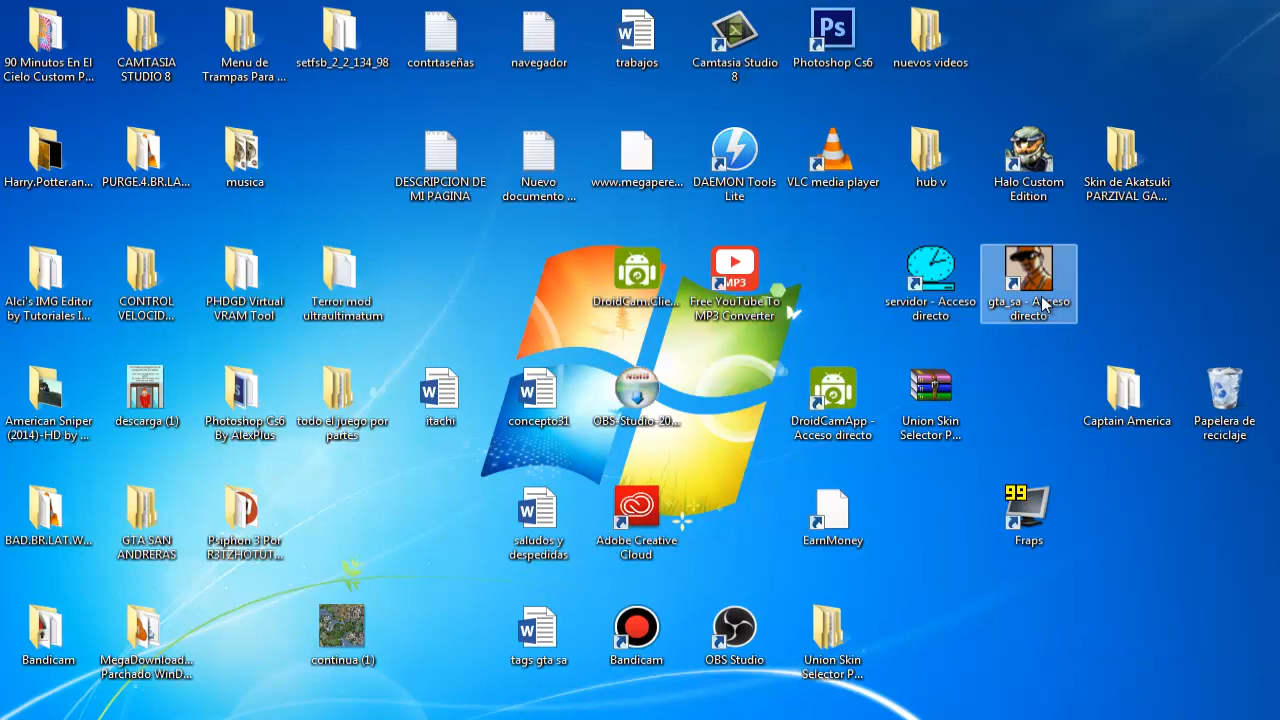 90 Minutos En El
Cielo Custom P...
CAMTASIA
STUDIO 8
Menu de
Trampas Para ...
setfsb_2_2_134_98
contrtaseñas
navegador
trabajos
Camtasia Studio
8
Ps
Photoshop Cs6
nuevos videos
Harry.Potter.an...
PURGE.4.BR.LA...
musica
DESCRIPCION DE
MI PAGINA
Nuevo
documento ...
www.megapere...
DAEMON Tools
Lite
VLC media player
hub v
Halo Custom
Edition
Skin de Akatsuki
PARZIVAL GA...
Alci's IMG Editor
by Tutoriales I...
CONTROL
VELOCID...
PHDGD Virtual
VRAM Tool
Terror mod
ultraultimatum
DroidCam.Clie...
MP3
Free YouTube To
MP3 Converter
servidor - Acceso
directo
gta_sa - Acceso
directo
American Sniper
(2014)-HD by ...
descarga (1)
Photoshop Cs6
By AlexPlus
todo el juego por
partes
itachi
concepto31
NSIS
OBS-Studio-20...
DroidCamApp -
Acceso directo
Union Skin
Selector P...
Captain America
Papelera de
reciclaje
BAD.BR.LAT.W...
GTA SAN
ANDRERAS
Psiphon 3 Por
R3TZHOTUT...
saludos y
despedidas
Adobe Creative
Cloud
EarnMoney
99
Fraps
Bandicam
MegaDownload...
Parchado WinD...
continua (1)
tags gta sa
Bandicam
OBS Studio
Union Skin
Selector P...